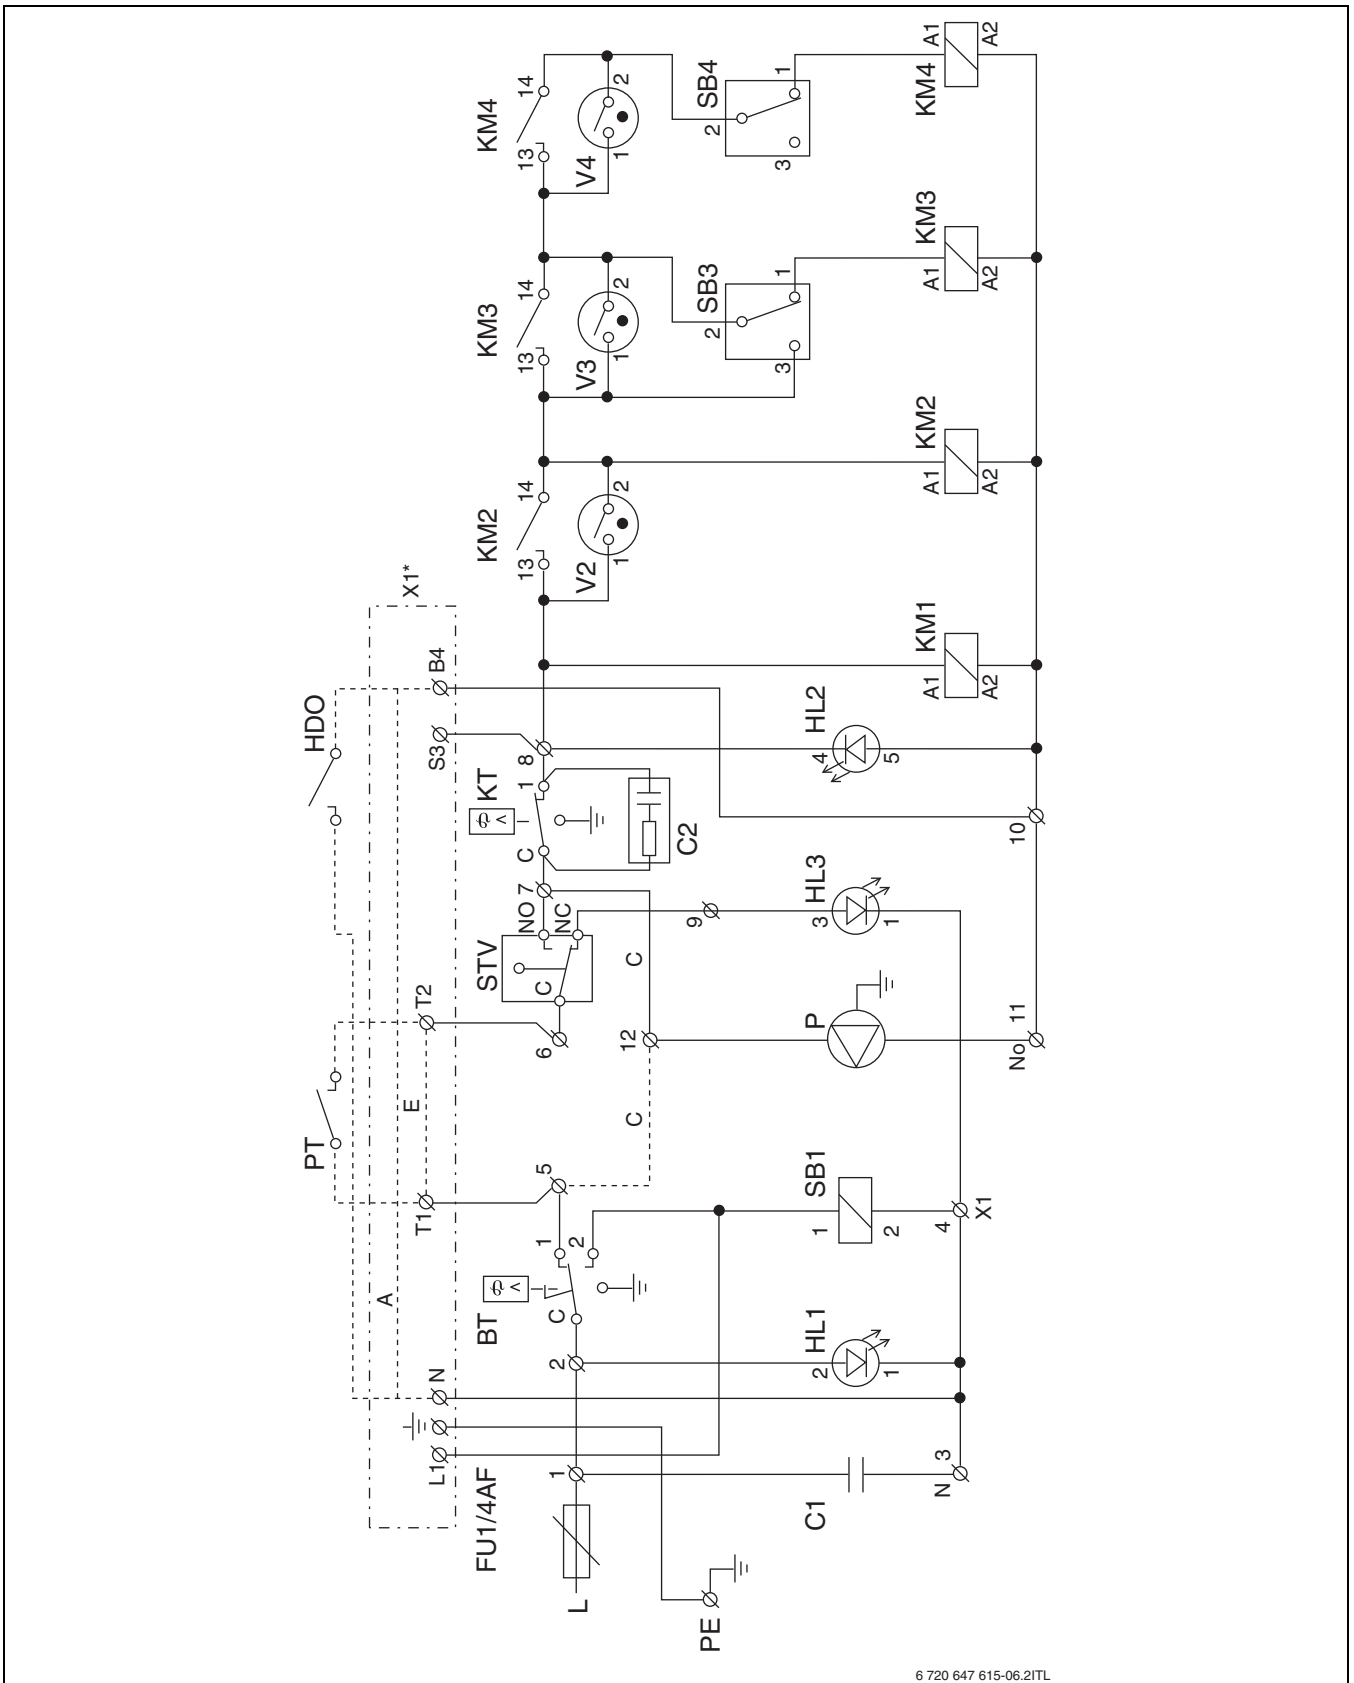 KM4
13
14
V4
1
2
SB4
2
1
3
KM4
A1
A2
KM3
13
14
V3
1
2
SB3
2
1
3
KM3
A1
A2
KM2
13
14
V2
1
2
KM2
A1
A2
KM1
A1
A2
X1*
HDO
B4
S3
8
KT
1
C
C2
HL2
4
5
10
7
NO
NC
STV
C
9
HL3
3
1
C
T2
6
12
P
No
11
PT
E
C
T1
5
SB1
1
2
4
X1
1
2
BT
C
A
2
HL1
2
1
N
L1
FU1/4AF
1
C1
N
3
L
PE
6 720 647 615-06.2ITL